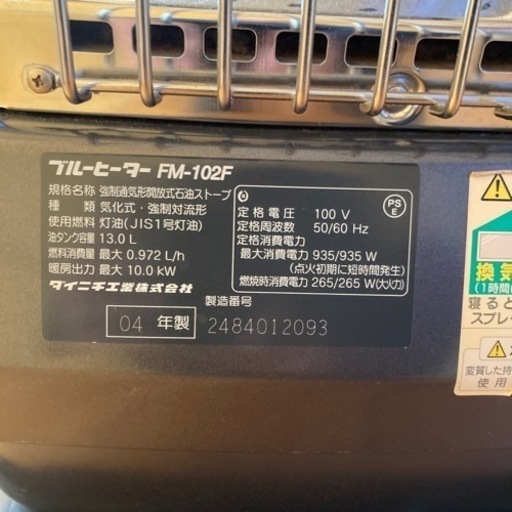 ブルーヒーター FM-102F
規格名称 強制通気形開放式石油ストーブ
種　類 気化式・強制対流形
使用燃料 灯油(JIS1号灯油)
油タンク容量 13.0 L
燃料消費量 最大 0.972 L/h
暖房出力 最大 10.0 kW
ダイニチ工業株式会社
定格電圧 100 V
定格周波数 50/60 Hz
定格消費電力
最大消費電力 935/935 W
(点火初期に短時間発生)
燃焼時消費電力 265/265 W(大火力)
PS
E
製造番号
04 年製 2484012093
換気
(1時間に
寝ると
スプレー
変質した持
使用